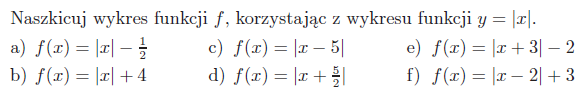 Naszkicuj wykres funkcji f, korzystając z wykresu funkcji y = |x|.
a) f(x) = |x| − 1/2 c) f(x) = |x − 5| e) f(x) = |x + 3| − 2
b) f(x) = |x| + 4 d) f(x) = |x + 5/2| f) f(x) = |x − 2| + 3